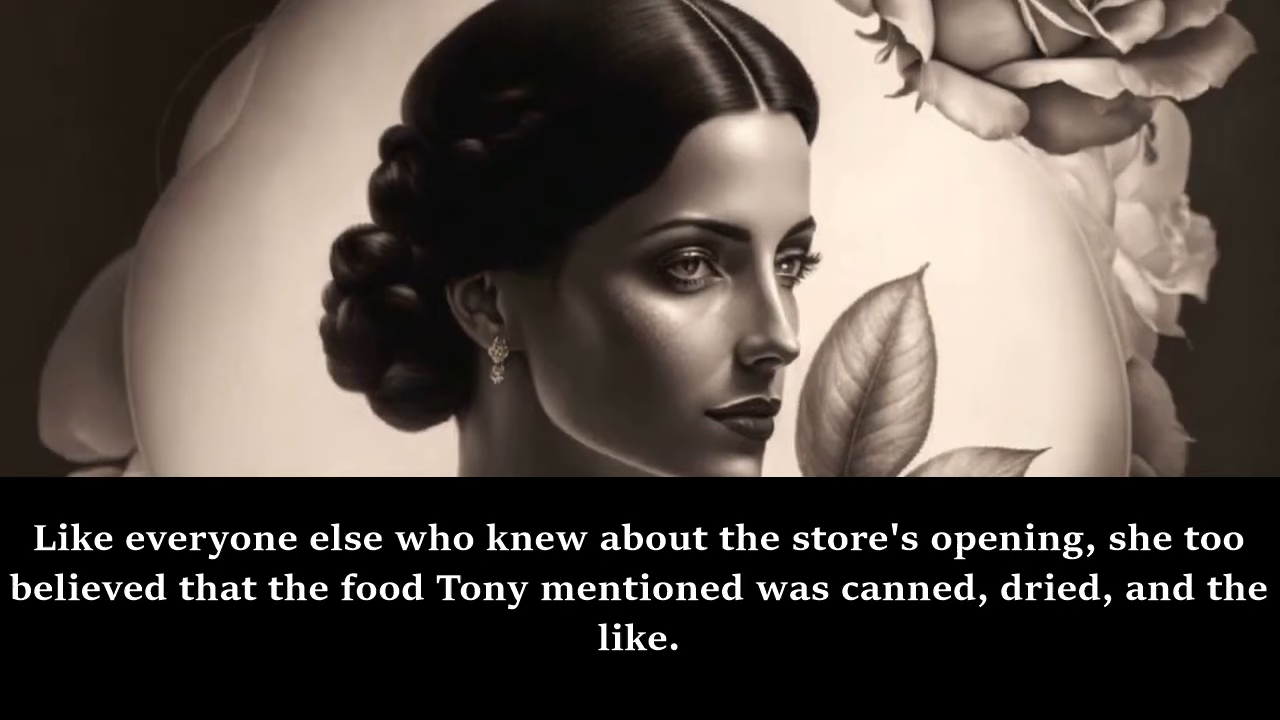 Like everyone else who knew about the store's opening, she too
believed that the food Tony mentioned was canned, dried, and the
like.